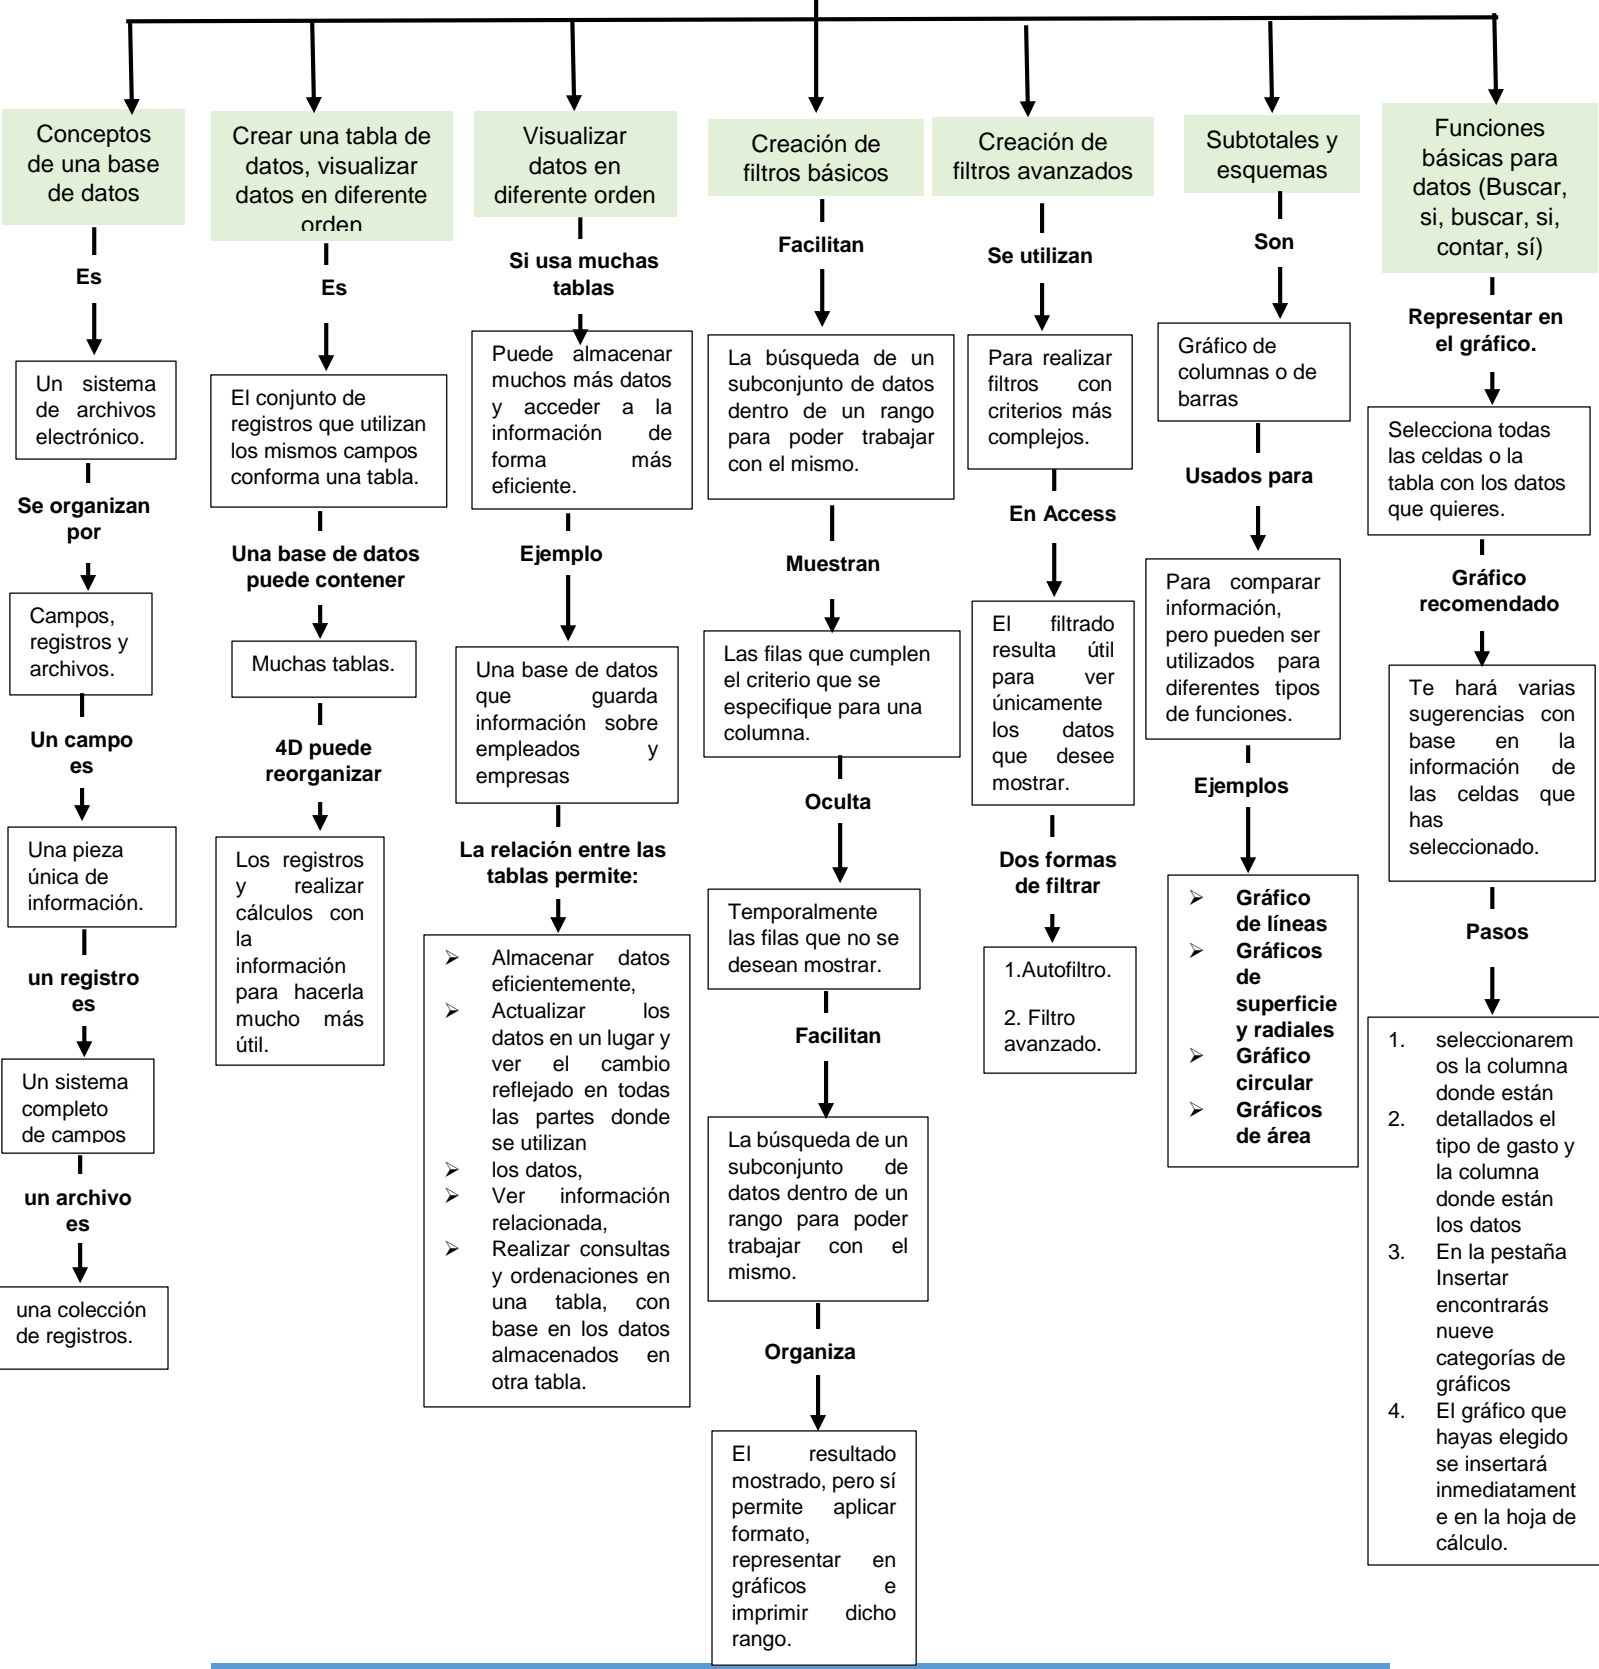 Conceptos
de una base
de datos
Es
Un sistema
de archivos
electrónico.
Se organizan
por
Campos,
registros y
archivos.
Un campo
es
Una pieza
única de
información.
un registro
es
Un sistema
completo
de campos
un archivo
es
una colección
de registros.
Crear una tabla de
datos, visualizar
datos en diferente
orden
Es
El conjunto de
registros que utilizan
los mismos campos
conforma una tabla.
Una base de datos
puede contener
Muchas tablas.
4D puede
reorganizar
Los registros
y realizar
cálculos con
la
información
para hacerla
mucho más
útil.
Visualizar
datos en
diferente orden
Si usa muchas
tablas
Puede almacenar
muchos más datos
y acceder a la
información de
forma más
eficiente.
Ejemplo
Una base de datos
que guarda
información sobre
empleados y
empresas
La relación entre las
tablas permite:
➢ Almacenar datos
eficientemente,
➢ Actualizar los
datos en un lugar y
ver el cambio
reflejado en todas
las partes donde
se utilizan
➢ los datos,
➢ Ver información
relacionada,
➢ Realizar consultas
y ordenaciones en
una tabla, con
base en los datos
almacenados en
otra tabla.
Creación de
filtros básicos
Facilitan
La búsqueda de un
subconjunto de datos
dentro de un rango
para poder trabajar
con el mismo.
Muestran
Las filas que cumplen
el criterio que se
especifique para una
columna.
Oculta
Temporalmente
las filas que no se
desean mostrar.
Facilitan
La búsqueda de un
subconjunto de
datos dentro de un
rango para poder
trabajar con el
mismo.
Organiza
El resultado
mostrado, pero sí
permite aplicar
formato,
representar en
gráficos e
imprimir dicho
rango.
Creación de
filtros avanzados
Se utilizan
Para realizar
filtros con
criterios más
complejos.
En Access
El filtrado
resulta útil
para ver
únicamente
los datos
que desee
mostrar.
Dos formas
de filtrar
1.Autofiltro.
2. Filtro
avanzado.
Subtotales y
esquemas
Son
Gráfico de
columnas o de
barras
Usados para
Para comparar
información,
pero pueden ser
utilizados para
diferentes tipos
de funciones.
Ejemplos
➢ Gráfico
de líneas
➢ Gráficos
de
superficie
y radiales
➢ Gráfico
circular
➢ Gráficos
de área
Funciones
básicas para
datos (Buscar,
si, buscar, si,
contar, sí)
Representar en
el gráfico.
Selecciona todas
las celdas o la
tabla con los datos
que quieres.
Gráfico
recomendado
Te hará varias
sugerencias con
base en la
información de
las celdas que
has
seleccionado.
Pasos
1. seleccionarem
os la columna
donde están
2. detallados el
tipo de gasto y
la columna
donde están
los datos
3. En la pestaña
Insertar
encontrarás
nueve
categorías de
gráficos
4. El gráfico que
hayas elegido
se insertará
inmediatament
e en la hoja de
cálculo.